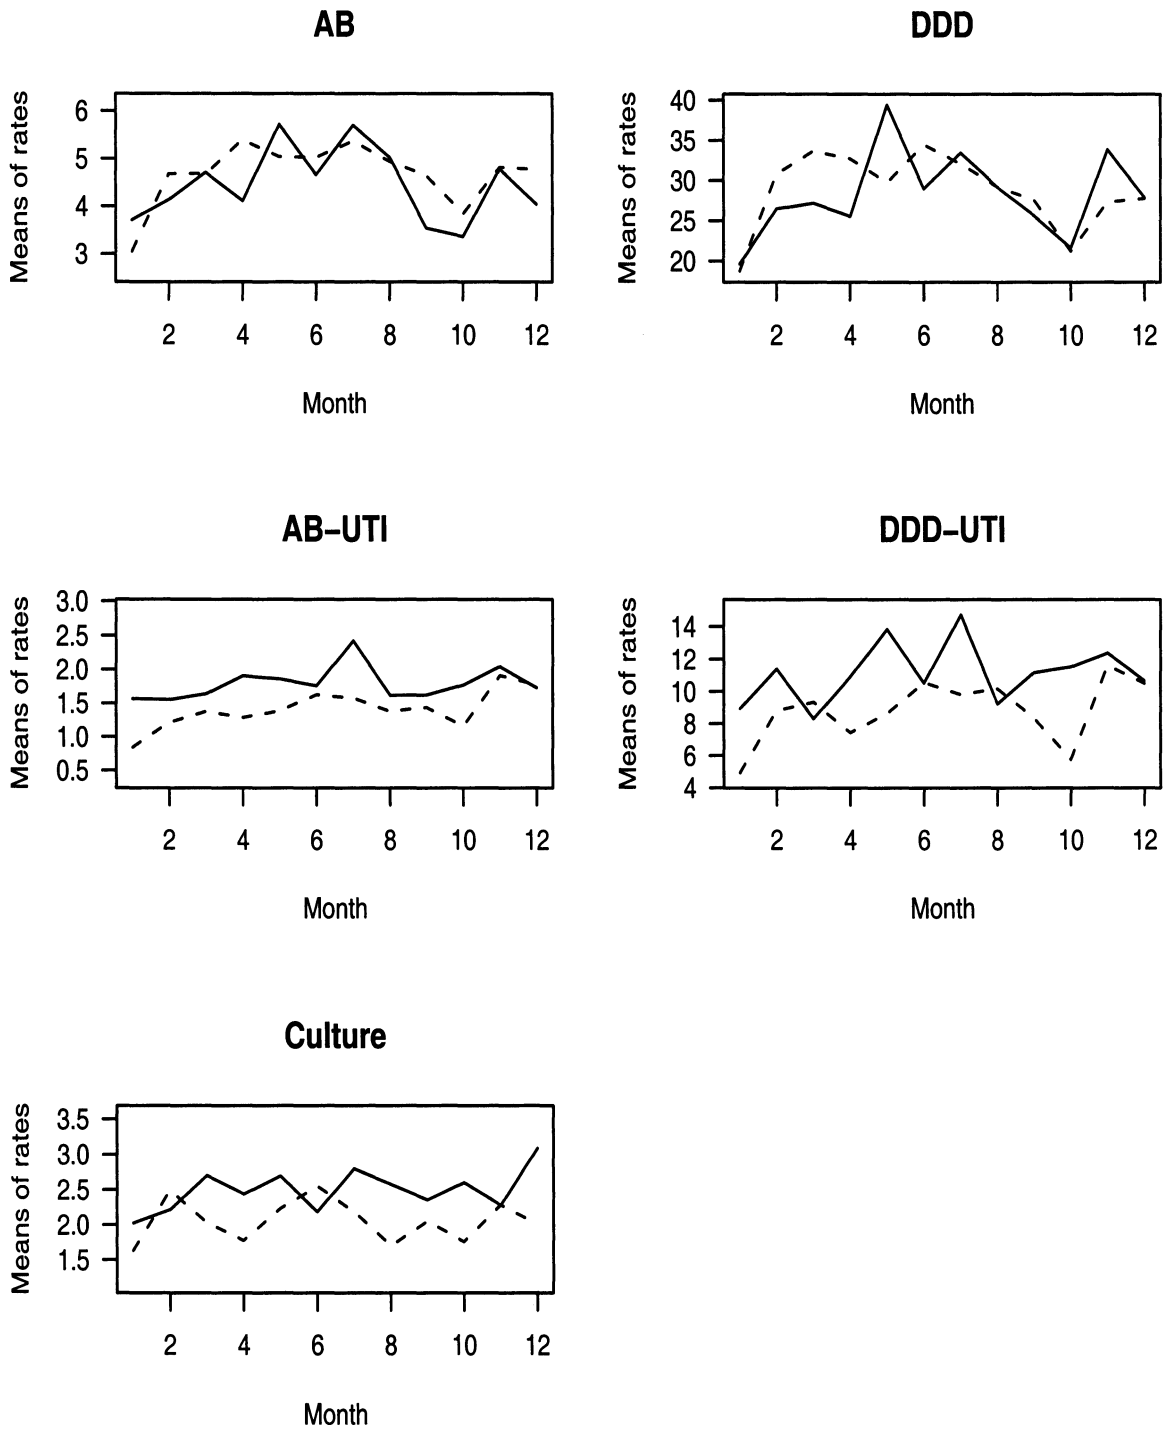 AB
Means of rates
6
5
4
3
2 4 6 8 10 12
Month
DDD
Means of rates
40
35
30
25
20
2 4 6 8 10 12
Month
AB–UTI
Means of rates
3.0
2.5
2.0
1.5
1.0
0.5
2 4 6 8 10 12
Month
DDD–UTI
Means of rates
14
12
10
8
6
4
2 4 6 8 10 12
Month
Culture
Means of rates
3.5
3.0
2.5
2.0
1.5
2 4 6 8 10 12
Month